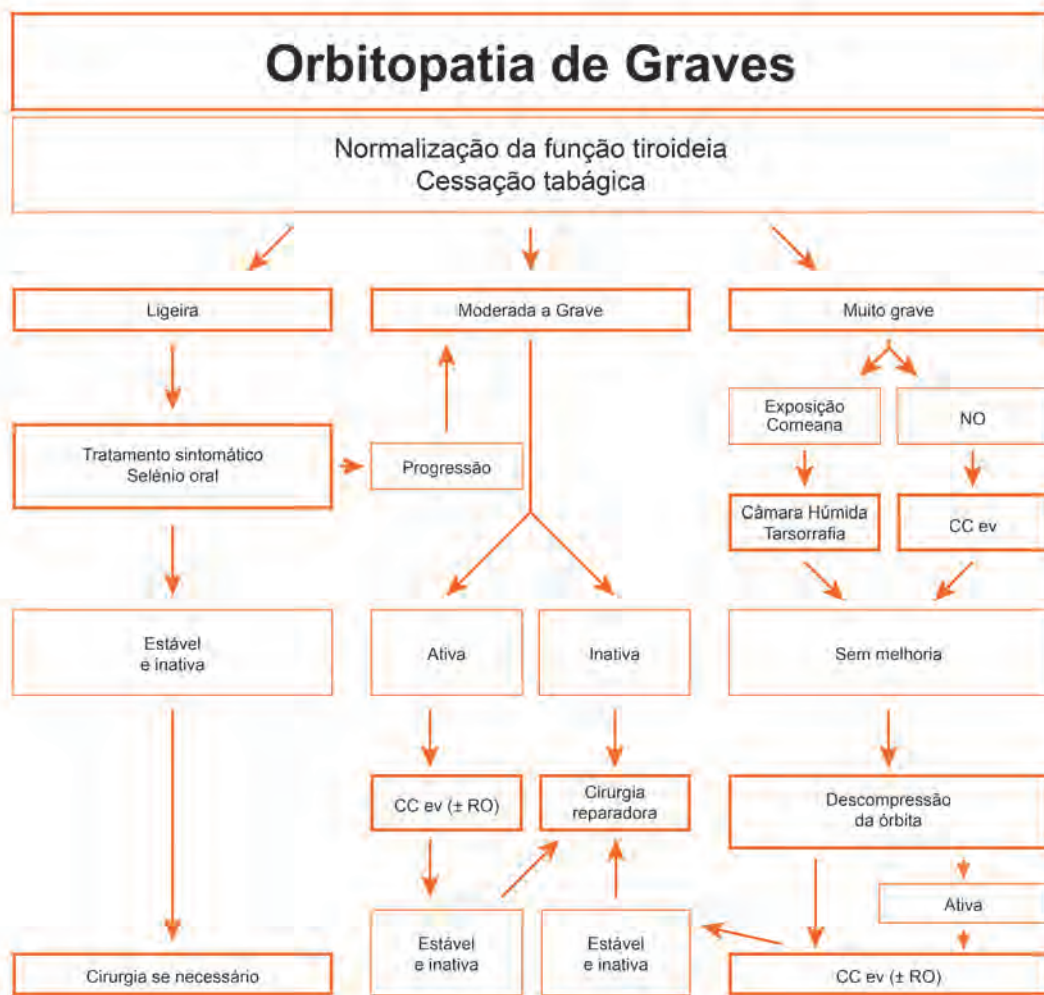 Orbitopatia de Graves
Normalização da função tiroideia
Cessação tabágica
Ligeira
Moderada a Grave
Muito grave
Exposição
Corneana
NO
Tratamento sintomático
Selénio oral
Progressão
Câmara Húmida
Tarsorrafia
CC ev
Estável
e inativa
Ativa
Inativa
Sem melhoria
CC ev (± RO)
Cirurgia
reparadora
Descompressão
da órbita
Ativa
Estável
e inativa
Estável
e inativa
Cirurgia se necessário
CC ev (± RO)